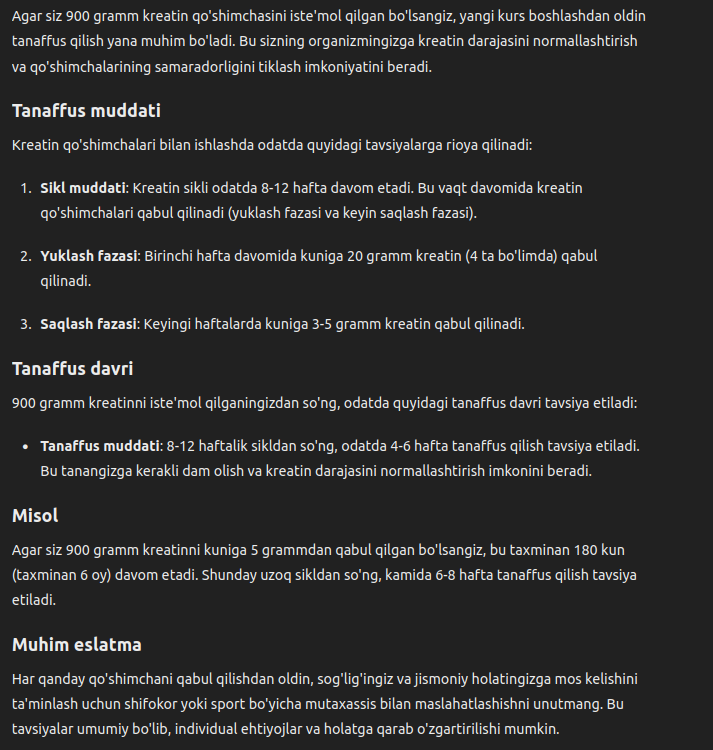 Agar siz 900 gramm kreatin qo'shimchasini iste'mol qilgan bo'lsangiz, yangi kurs boshlashdan oldin
tanaffus qilish yana muhim bo'ladi. Bu sizning organizmingizga kreatin darajasini normallashtirish
va qo'shimchalarining samaradorligini tiklash imkoniyatini beradi.
Tanaffus muddati
Kreatin qo'shimchalari bilan ishlashda odatda quyidagi tavsiyalarga rioya qilinadi:
1. Sikl muddati: Kreatin sikli odatda 8-12 hafta davom etadi. Bu vaqt davomida kreatin
qo'shimchalari qabul qilinadi (yuklash fazasi va keyin saqlash fazasi).
2. Yuklash fazasi: Birinchi hafta davomida kuniga 20 gramm kreatin (4 ta bo'limda) qabul
qilinadi.
3. Saqlash fazasi: Keyingi haftalarda kuniga 3-5 gramm kreatin qabul qilinadi.
Tanaffus davri
900 gramm kreatinni iste'mol qilganingizdan so'ng, odatda quyidagi tanaffus davri tavsiya etiladi:
• Tanaffus muddati: 8-12 haftalik sikldan so'ng, odatda 4-6 hafta tanaffus qilish tavsiya etiladi.
Bu tanangizga kerakli dam olish va kreatin darajasini normallashtirish imkonini beradi.
Misol
Agar siz 900 gramm kreatinni kuniga 5 grammdan qabul qilgan bo'lsangiz, bu taxminan 180 kun
(taxminan 6 oy) davom etadi. Shunday uzoq sikldan so'ng, kamida 6-8 hafta tanaffus qilish tavsiya
etiladi.
Muhim eslatma
Har qanday qo'shimchani qabul qilishdan oldin, sog'lig'ingiz va jismoniy holatingizga mos kelishini
ta'minlash uchun shifokor yoki sport bo'yicha mutaxassis bilan maslahatlashishni unutmang. Bu
tavsiyalar umumiy bo'lib, individual ehtiyojlar va holatga qarab o'zgartirilishi mumkin.